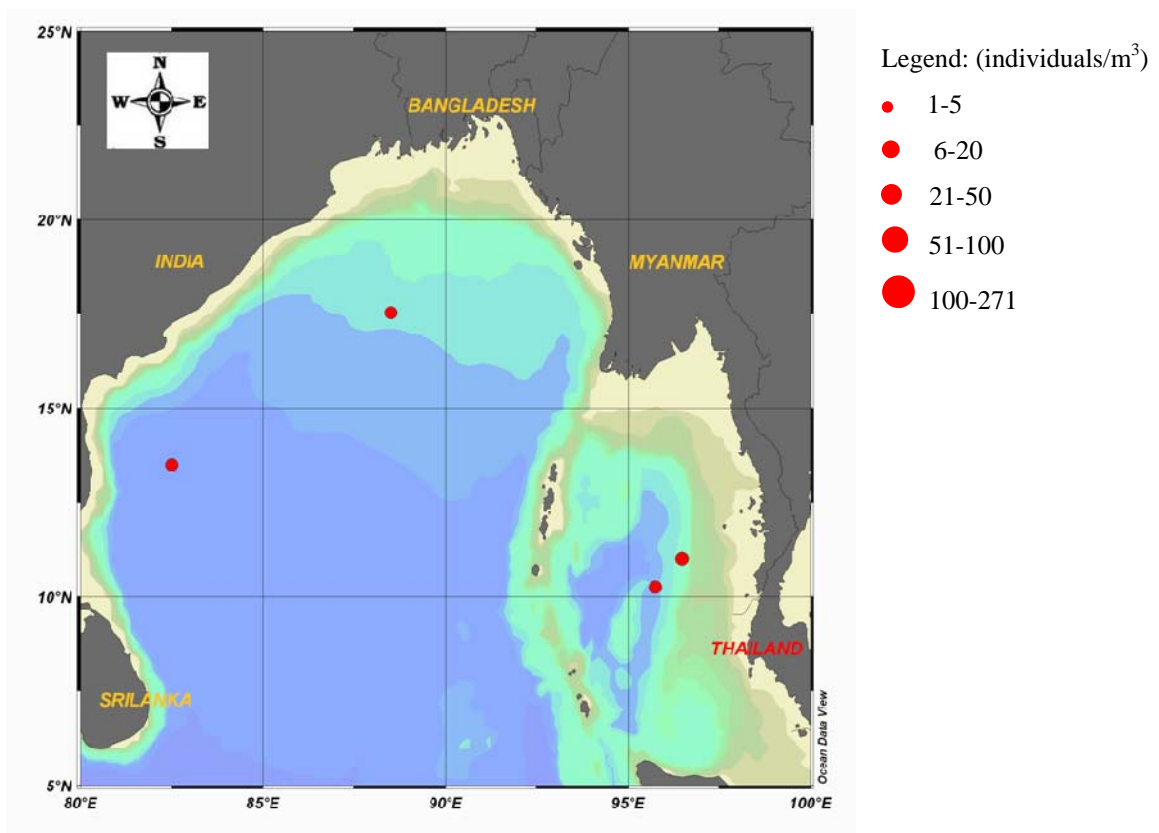 25°N
N
W
E
S
BANGLADESH
20°N
INDIA
MYANMAR
15°N
10°N
THAILAND
SRILANKA
5°N
80°E
85°E
90°E
95°E
100°E
Ocean Data View
Legend: (individuals/m³)
1-5
6-20
21-50
51-100
100-271